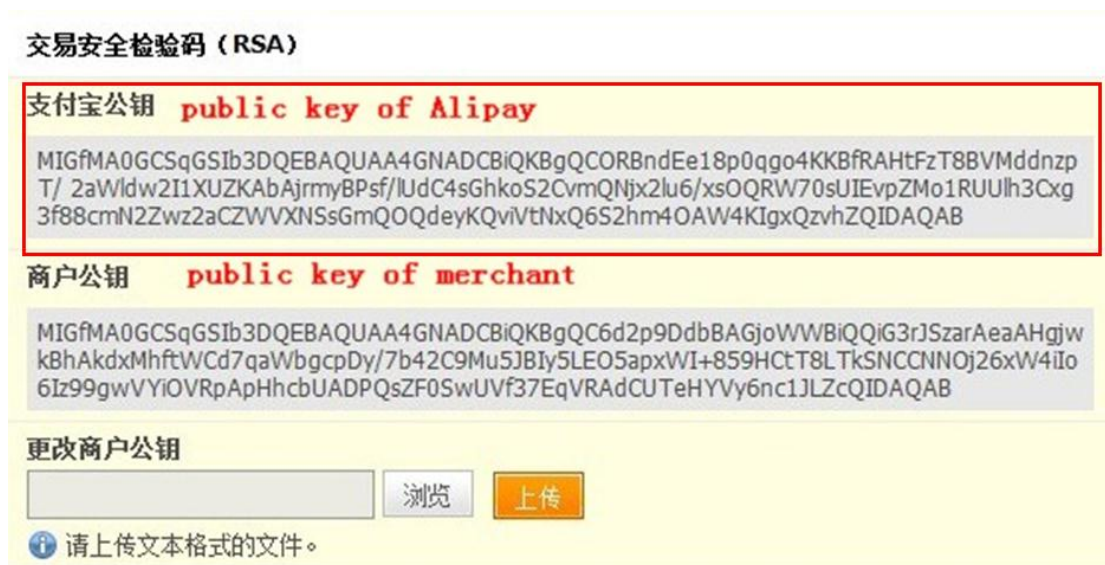 交易安全检验码（RSA）
支付宝公钥 public key of Alipay
MIGfMA0GCSqGSIb3DQEBAQUAA4GNADCBiQKBgQCORBndEe18p0qgo4KKBfRAHtFzT8BVMddnzp
T/ 2aWldw2I1XUZKAbAjrmyBPsf/lUdC4sGhkoS2CvmQNjx2lu6/xsOQRW70sUIEvpZMo1RUUlh3Cxg
3f88cmN2Zwz2aCZWVXNSsGmQOQdeyKQviVtNxQ6S2hm4OAW4KIgxQzvhZQIDAQAB
商户公钥 public key of merchant
MIGfMA0GCSqGSIb3DQEBAQUAA4GNADCBiQKBgQC6d2p9DdbBAGjoWWBiQQiG3rJSzarAeaAHgjw
kBhAkdxMhftWCd7qaWbgcpDy/7b42C9Mu5JBIy5LEO5apxWI+859HCtT8LTkSNCCNNOj26xW4iIo
6Iz99gwVYiOVRpApHhcbUADPQsZF0SwUVf37EqVRAdCUTeHYVy6nc1JLZcQIDAQAB
更改商户公钥
浏览 上传
请上传文本格式的文件。